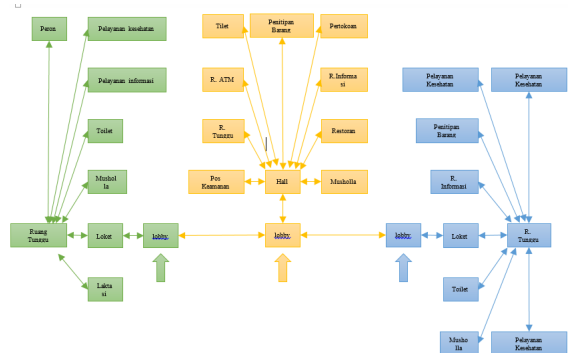 Peron
Pelayanan kesehatan
Pelayanan informasi
Toilet
Mushol
la
Ruang
Tunggu
Loket
lobby.
Lakta
si
Tilet
Penitipan
Barang
Pertokoan
R. ATM
R.Informa
si
R.
Tunggu
Restoran
Pos
Keamanan
Hall
Musholla
lobby.
Pelayanan
Kesehatan
Pelayanan
Kesehatan
Penitipan
Barang
R.
Informasi
lobby.
Loket
R.
Tunggu
Toilet
Musho
lla
Pelayanan
Kesehatan